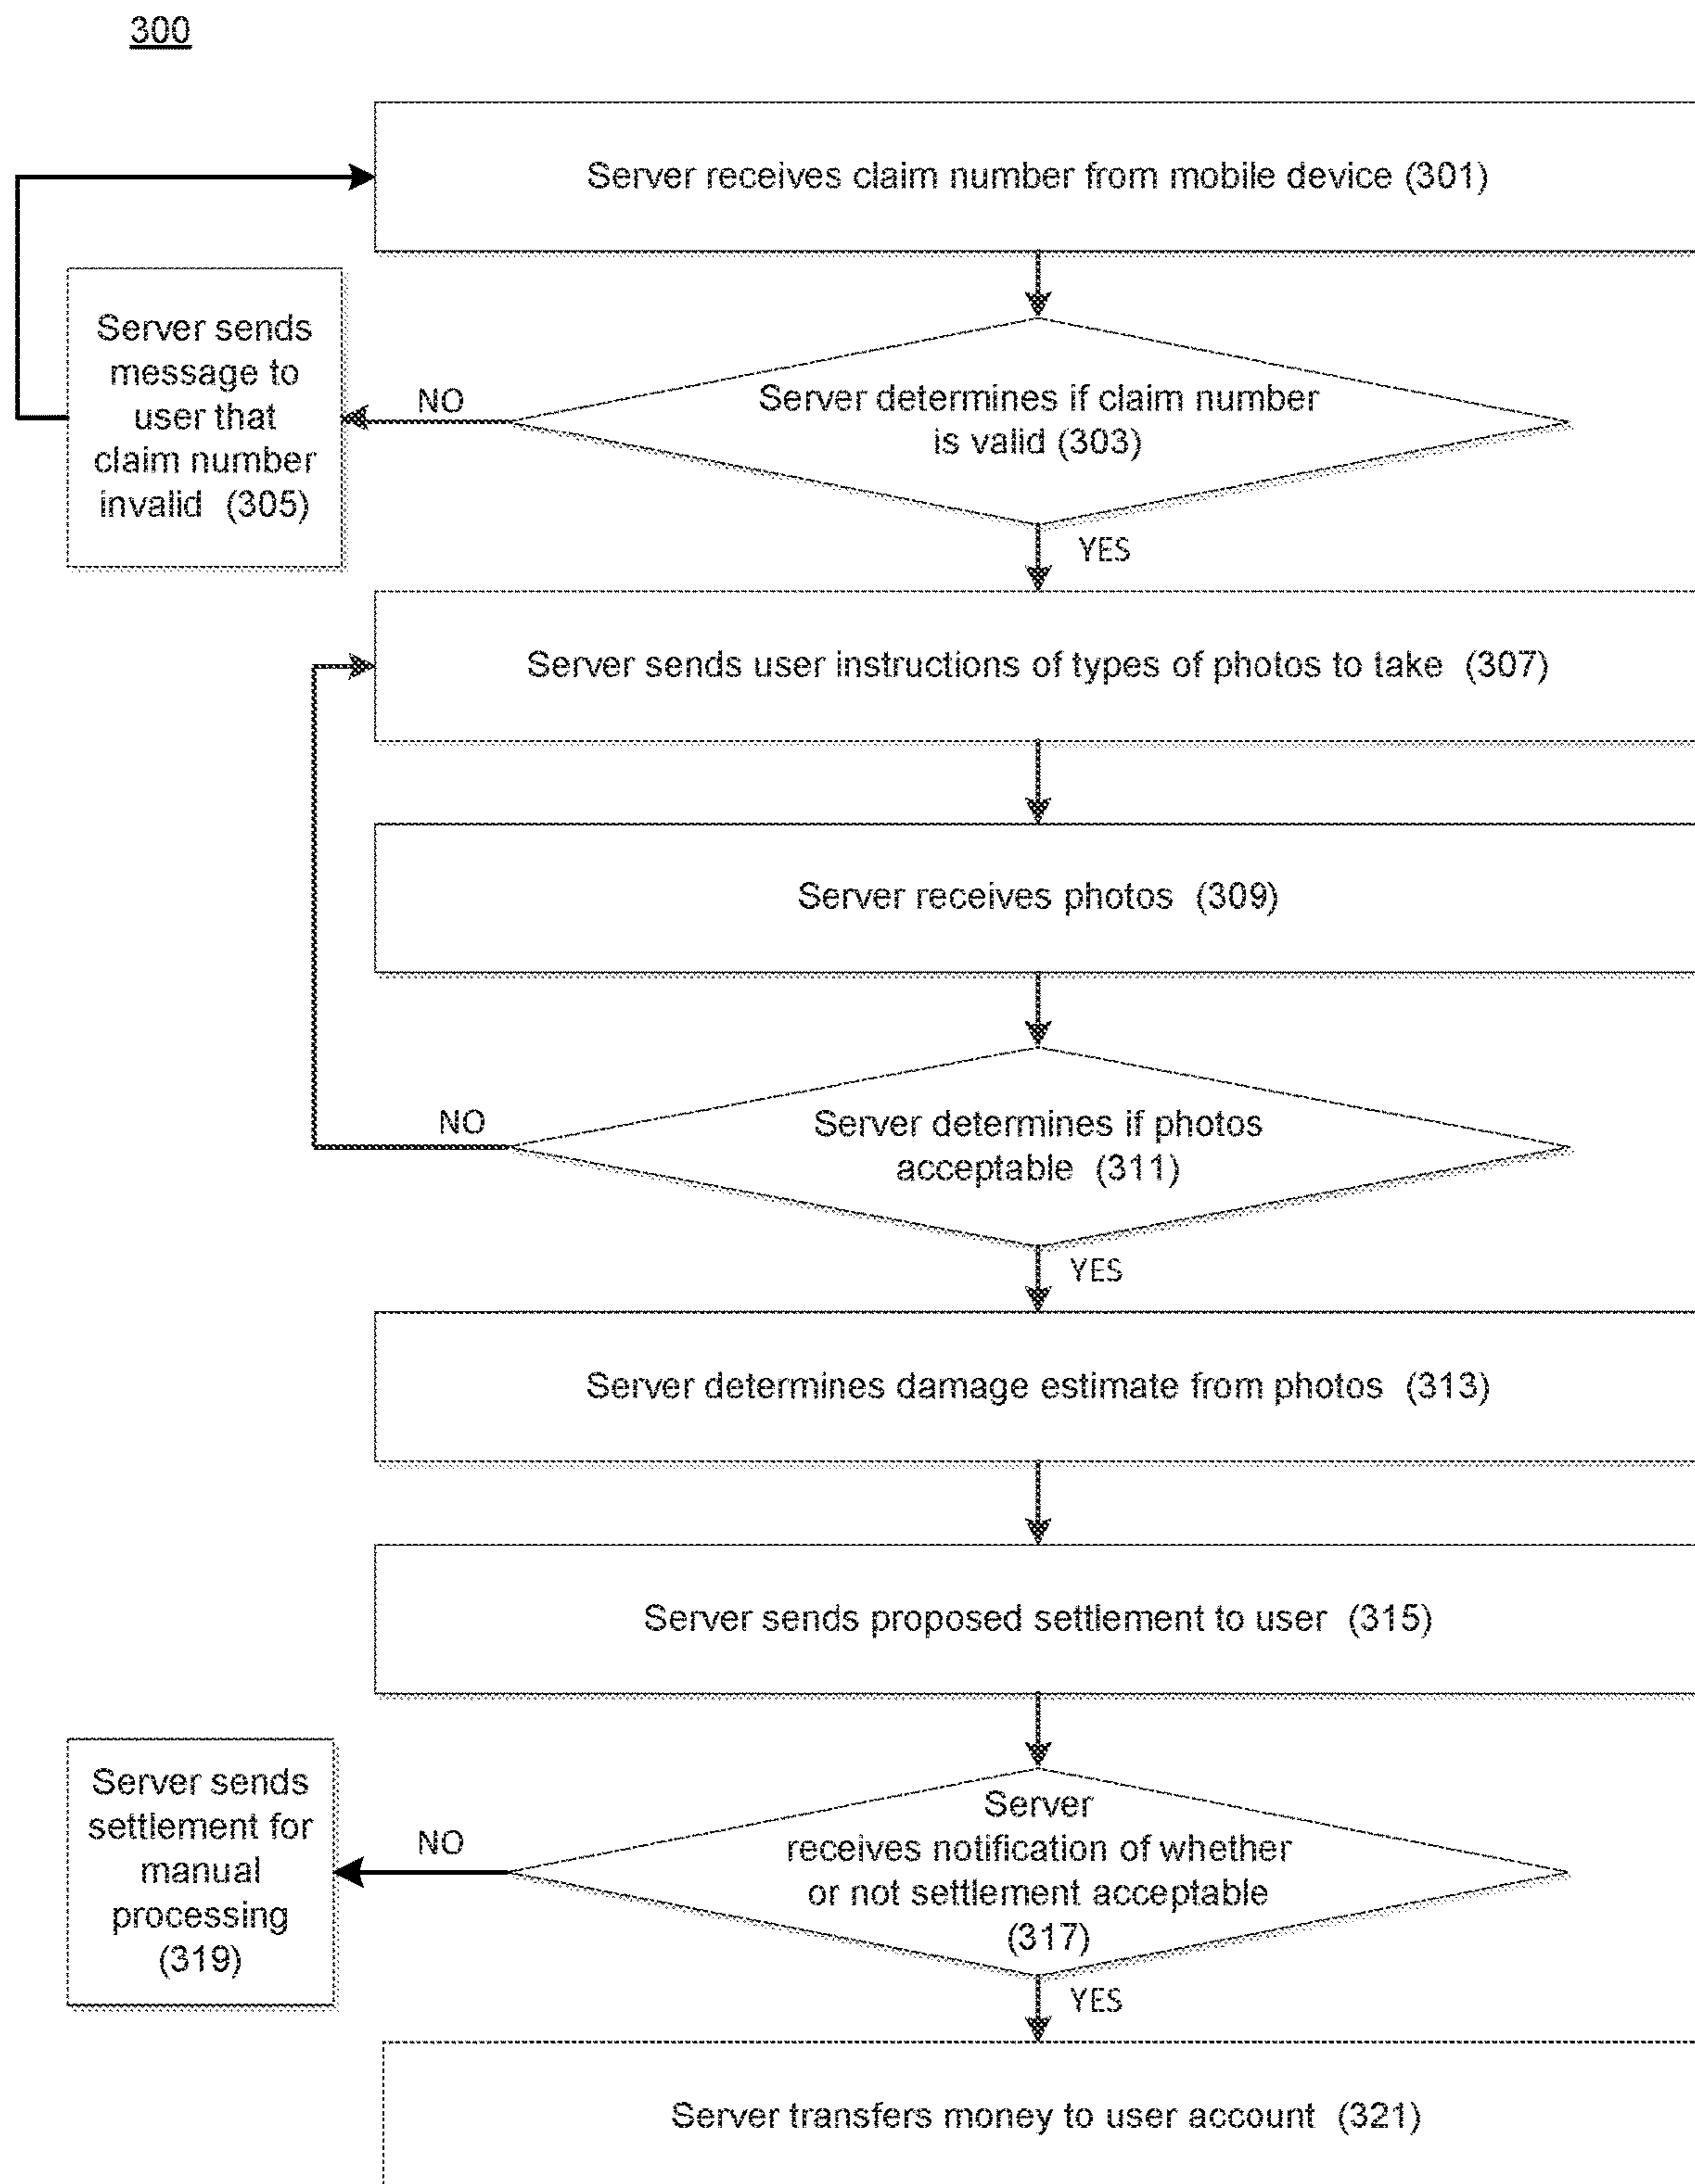 300
Server receives claim number from mobile device (301)
Server sends
message to
user that
claim number
invalid (305)
NO
Server determines if claim number
is valid (303)
YES
Server sends user instructions of types of photos to take (307)
Server receives photos (309)
NO
Server determines if photos
acceptable (311)
YES
Server determines damage estimate from photos (313)
Server sends proposed settlement to user (315)
Server sends
settlement for
manual
processing
(319)
NO
Server
receives notification of whether
or not settlement acceptable
(317)
YES
Server transfers money to user account (321)